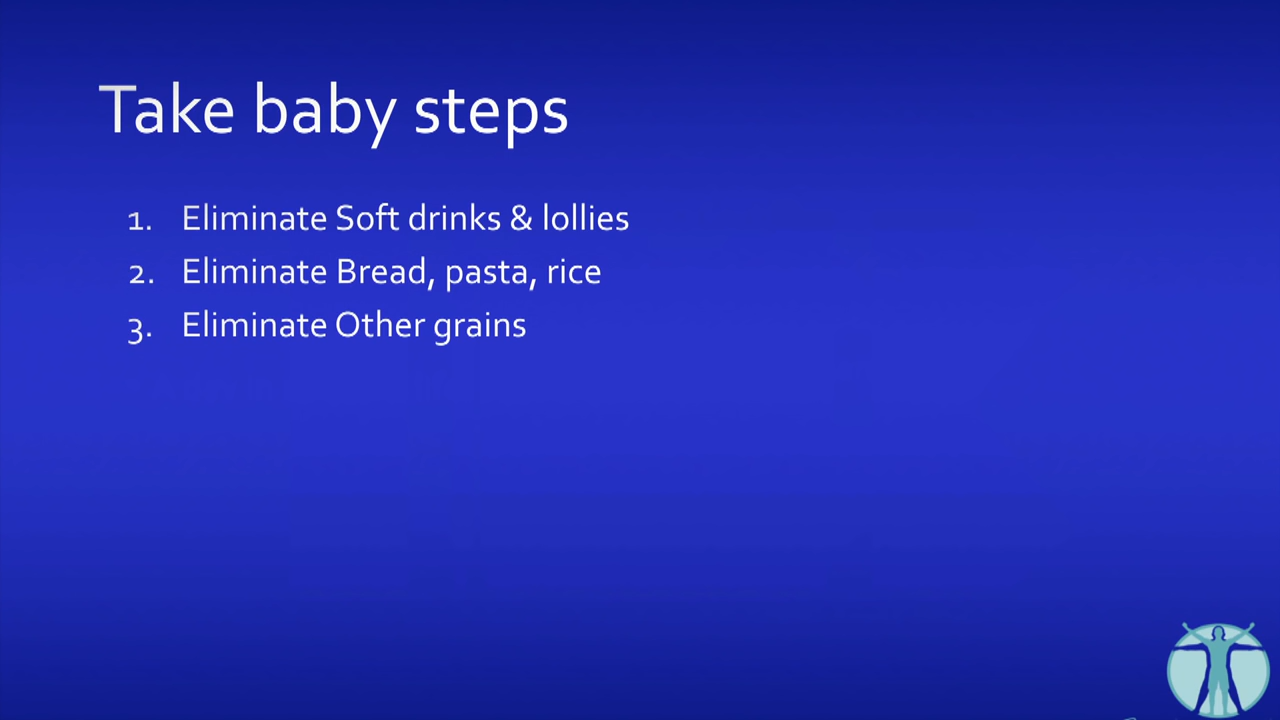 Take baby steps
1. Eliminate Soft drinks & lollies
2. Eliminate Bread, pasta, rice
3. Eliminate Other grains